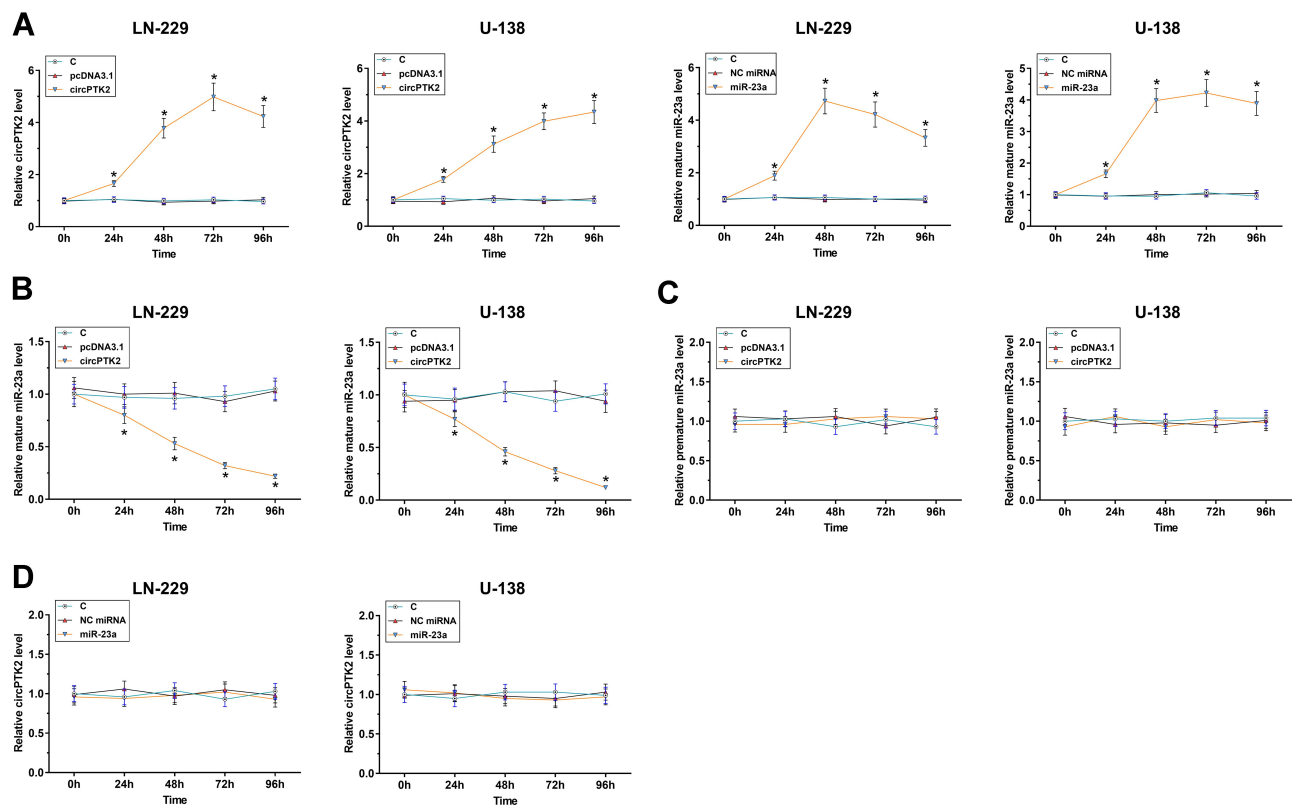 A
LN-229
C
pcDNA3.1
circPTK2
Relative circPTK2 level
6
4
2
0
0h 24h 48h 72h 96h
Time
* * * *
U-138
C
pcDNA3.1
circPTK2
Relative circPTK2 level
6
4
2
0
0h 24h 48h 72h 96h
Time
* * * *
LN-229
C
NC miRNA
miR-23a
Relative mature miR-23a level
6
4
2
0
0h 24h 48h 72h 96h
Time
* * * *
U-138
C
NC miRNA
miR-23a
Relative mature miR-23a level
5
4
3
2
1
0
0h 24h 48h 72h 96h
Time
* * * *
B
LN-229
C
pcDNA3.1
circPTK2
Relative mature miR-23a level
1.5
1.0
0.5
0.0
0h 24h 48h 72h 96h
Time
* * * *
U-138
C
pcDNA3.1
circPTK2
Relative mature miR-23a level
1.5
1.0
0.5
0.0
0h 24h 48h 72h 96h
Time
* * * *
C
LN-229
C
pcDNA3.1
circPTK2
Relative premature miR-23a level
2.0
1.5
1.0
0.5
0.0
0h 24h 48h 72h 96h
Time
U-138
C
pcDNA3.1
circPTK2
Relative premature miR-23a level
2.0
1.5
1.0
0.5
0.0
0h 24h 48h 72h 96h
Time
D
LN-229
C
NC miRNA
miR-23a
Relative circPTK2 level
2.0
1.5
1.0
0.5
0.0
0h 24h 48h 72h 96h
Time
U-138
C
NC miRNA
miR-23a
Relative circPTK2 level
2.0
1.5
1.0
0.5
0.0
0h 24h 48h 72h 96h
Time